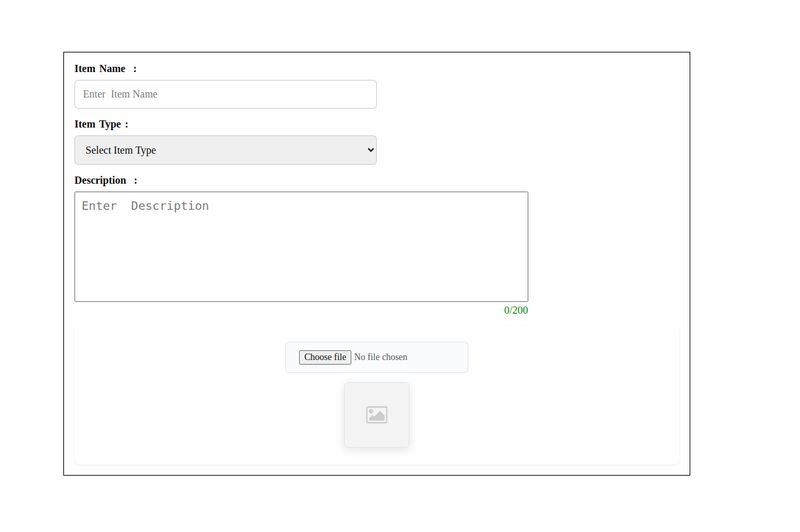 Item Name :
Enter Item Name
Item Type :
Select Item Type
Description :
Enter Description
0/200
Choose file No file chosen